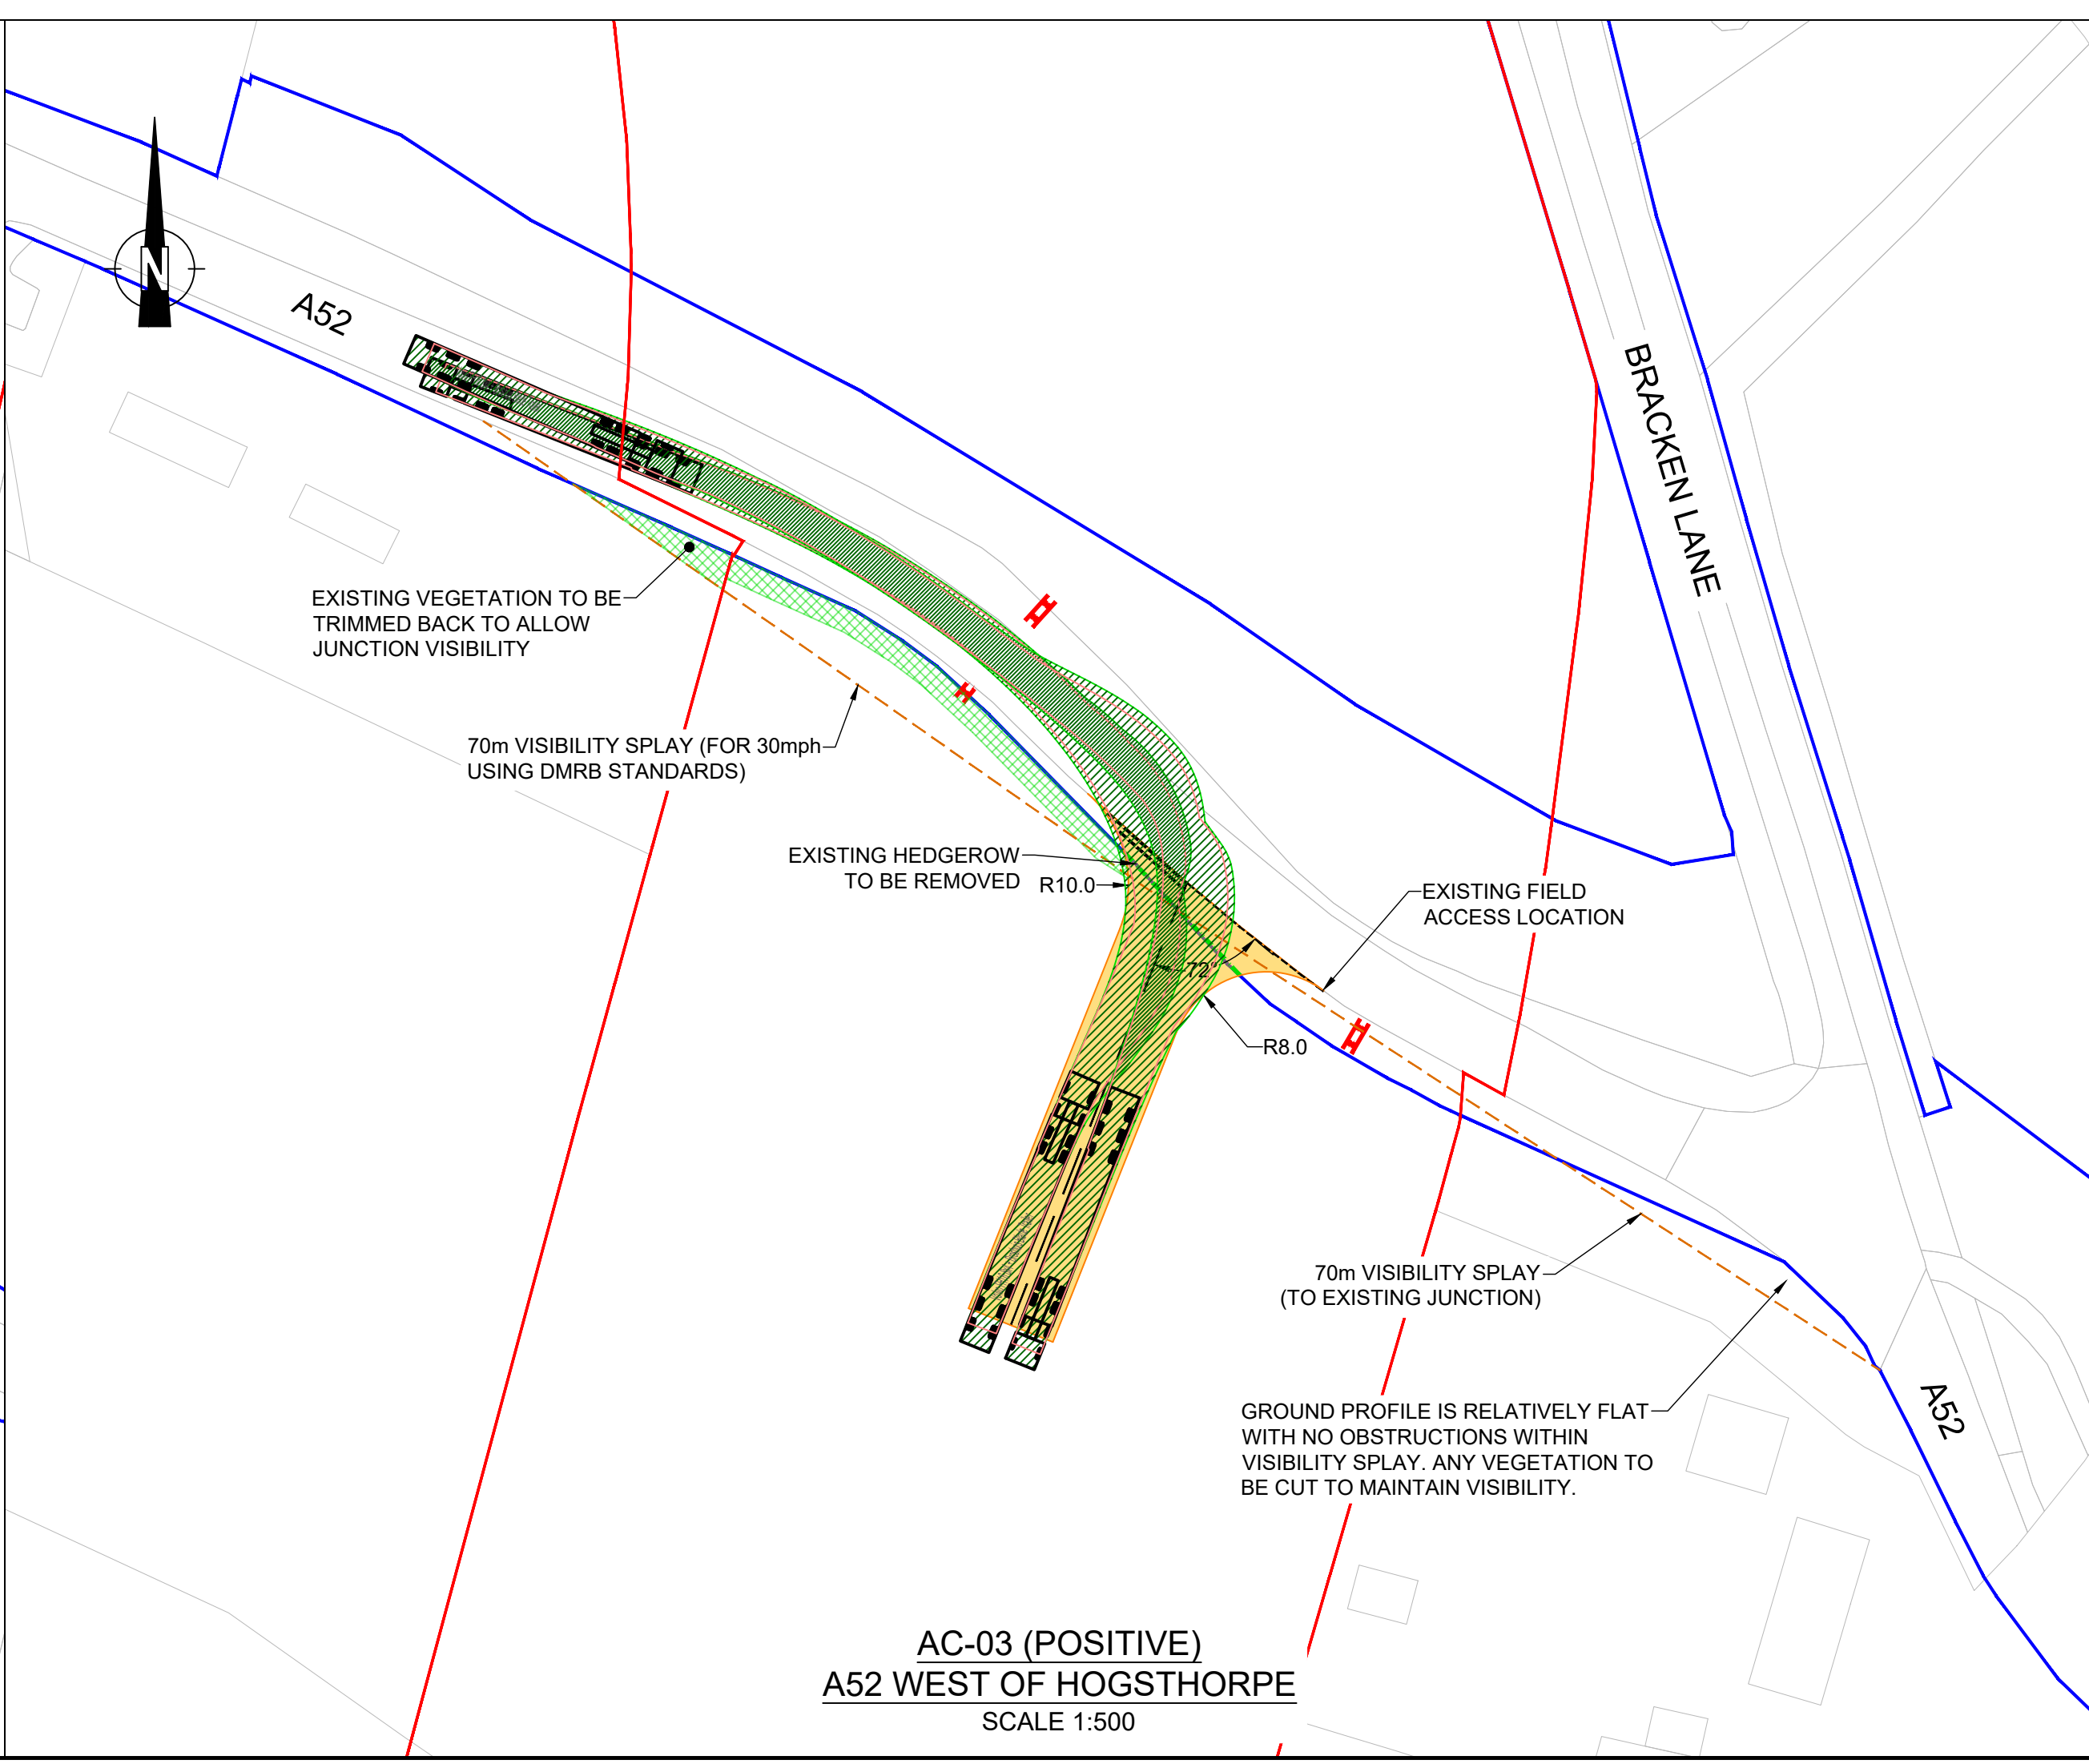 N
A52
BRACKEN LANE
EXISTING VEGETATION TO BE
TRIMMED BACK TO ALLOW
JUNCTION VISIBILITY
70m VISIBILITY SPLAY (FOR 30mph
USING DMRB STANDARDS)
EXISTING HEDGEROW
TO BE REMOVED
R10.0
EXISTING FIELD
ACCESS LOCATION
72°
R8.0
70m VISIBILITY SPLAY
(TO EXISTING JUNCTION)
GROUND PROFILE IS RELATIVELY FLAT
WITH NO OBSTRUCTIONS WITHIN
VISIBILITY SPLAY. ANY VEGETATION TO
BE CUT TO MAINTAIN VISIBILITY.
A52
AC-03 (POSITIVE)
A52 WEST OF HOGSTHORPE
SCALE 1:500